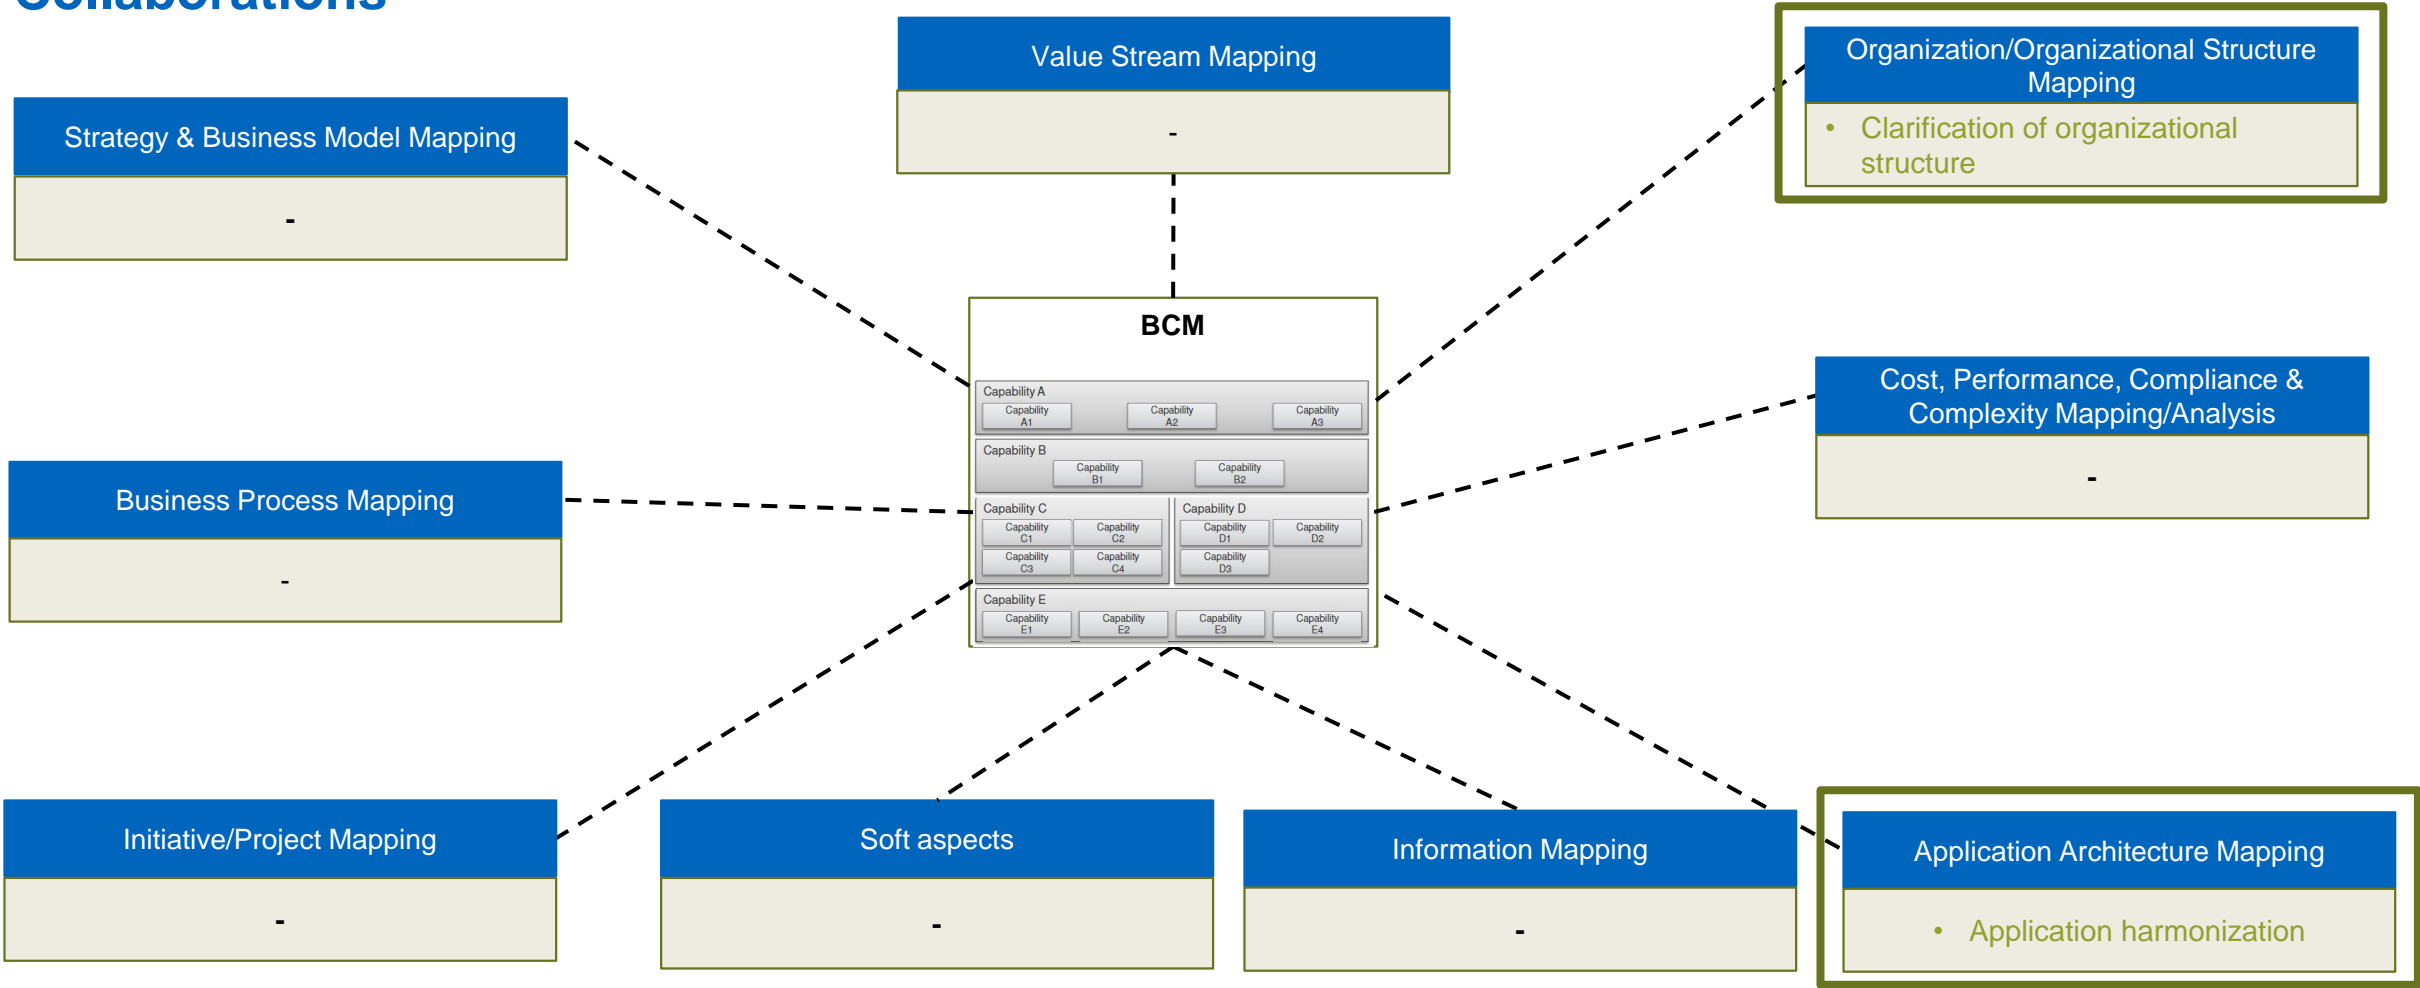 Collaborations
Value Stream Mapping
-
Organization/Organizational Structure
Mapping
• Clarification of organizational
structure
Strategy & Business Model Mapping
-
BCM
Capability A
Capability
A1
Capability
A2
Capability
A3
Capability B
Capability
B1
Capability
B2
Capability C
Capability
C1
Capability
C2
Capability
C3
Capability
C4
Capability D
Capability
D1
Capability
D2
Capability
D3
Capability E
Capability
E1
Capability
E2
Capability
E3
Capability
E4
Cost, Performance, Compliance &
Complexity Mapping/Analysis
-
Business Process Mapping
-
Initiative/Project Mapping
-
Soft aspects
-
Information Mapping
-
Application Architecture Mapping
• Application harmonization